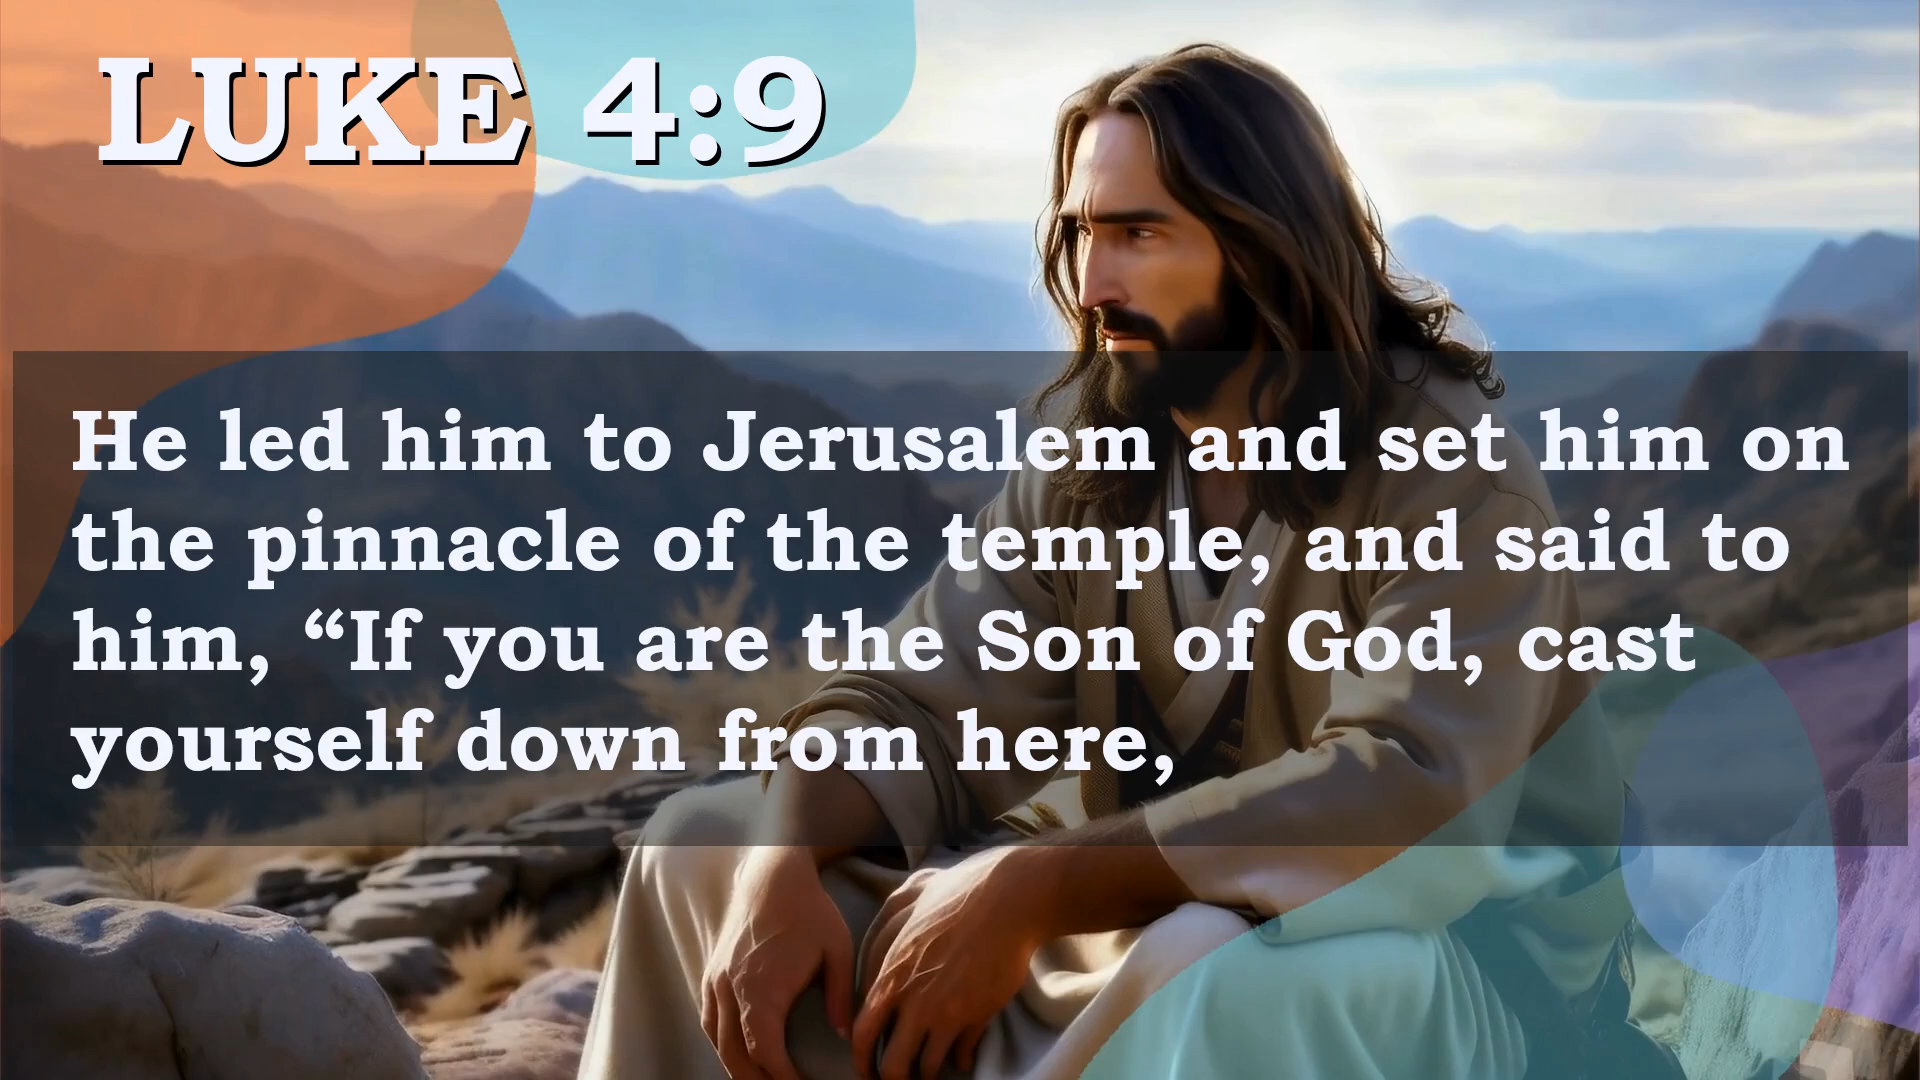 LUKE 4:9
He led him to Jerusalem and set him on
the pinnacle of the temple, and said to
him, “If you are the Son of God, cast
yourself down from here,